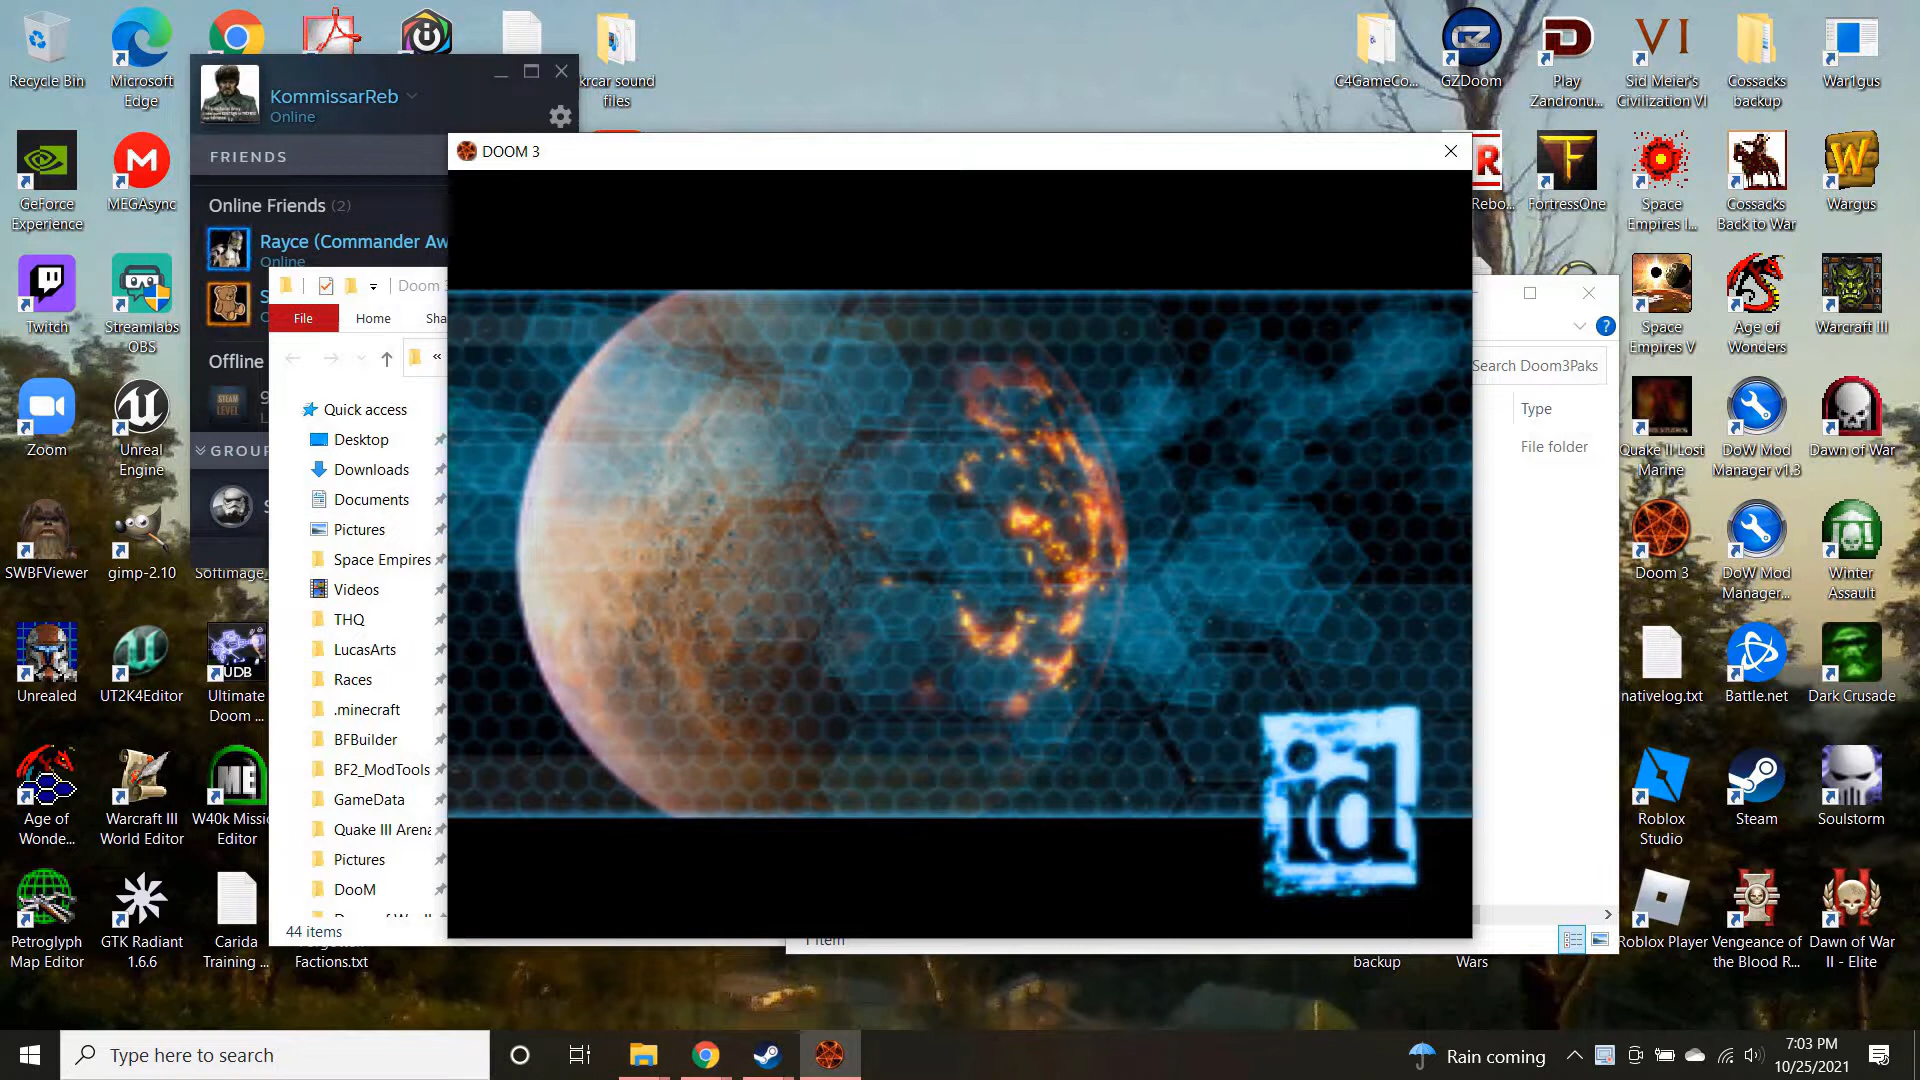 Recycle Bin
Microsoft
Edge
krcar sound
files
C4GameCo...
GZDoom
Play
Zandronu...
Sid Meier's
Civilization VI
Cossacks
backup
War1gus
KommissarReb
Online
FRIENDS
Online Friends (2)
Rayce (Commander Aw
Online
Offline
GROUP
DOOM 3
id
GeForce
Experience
MEGAsync
FortressOne
Space
Empires I...
Cossacks
Back to War
Wargus
Twitch
Streamlabs
OBS
Space
Empires V
Age of
Wonders
Warcraft III
Doom 3
File
Home
Sha
Quick access
Desktop
Downloads
Documents
Pictures
Space Empires
Videos
THQ
LucasArts
Races
.minecraft
BFBuilder
BF2_ModTools
GameData
Quake III Arena
Pictures
DooM
44 items
Search Doom3Paks
Type
File folder
1 item
Zoom
Unreal
Engine
Quake II Lost
Marine
DoW Mod
Manager v1.3
Dawn of War
SWBFViewer
gimp-2.10
Softimage_
Doom 3
DoW Mod
Manager...
Winter
Assault
Unrealed
UT2K4Editor
UDB
Ultimate
Doom ...
nativelog.txt
Battle.net
Dark Crusade
Age of
Wonde...
Warcraft III
World Editor
ME
W40k Missi
Editor
Roblox
Studio
Steam
Soulstorm
Petroglyph
Map Editor
GTK Radiant
1.6.6
Carida
Training ...
Factions.txt
backup
Wars
Roblox Player
Vengeance of
the Blood R...
Dawn of War
II - Elite
Type here to search
Rain coming
7:03 PM
10/25/2021